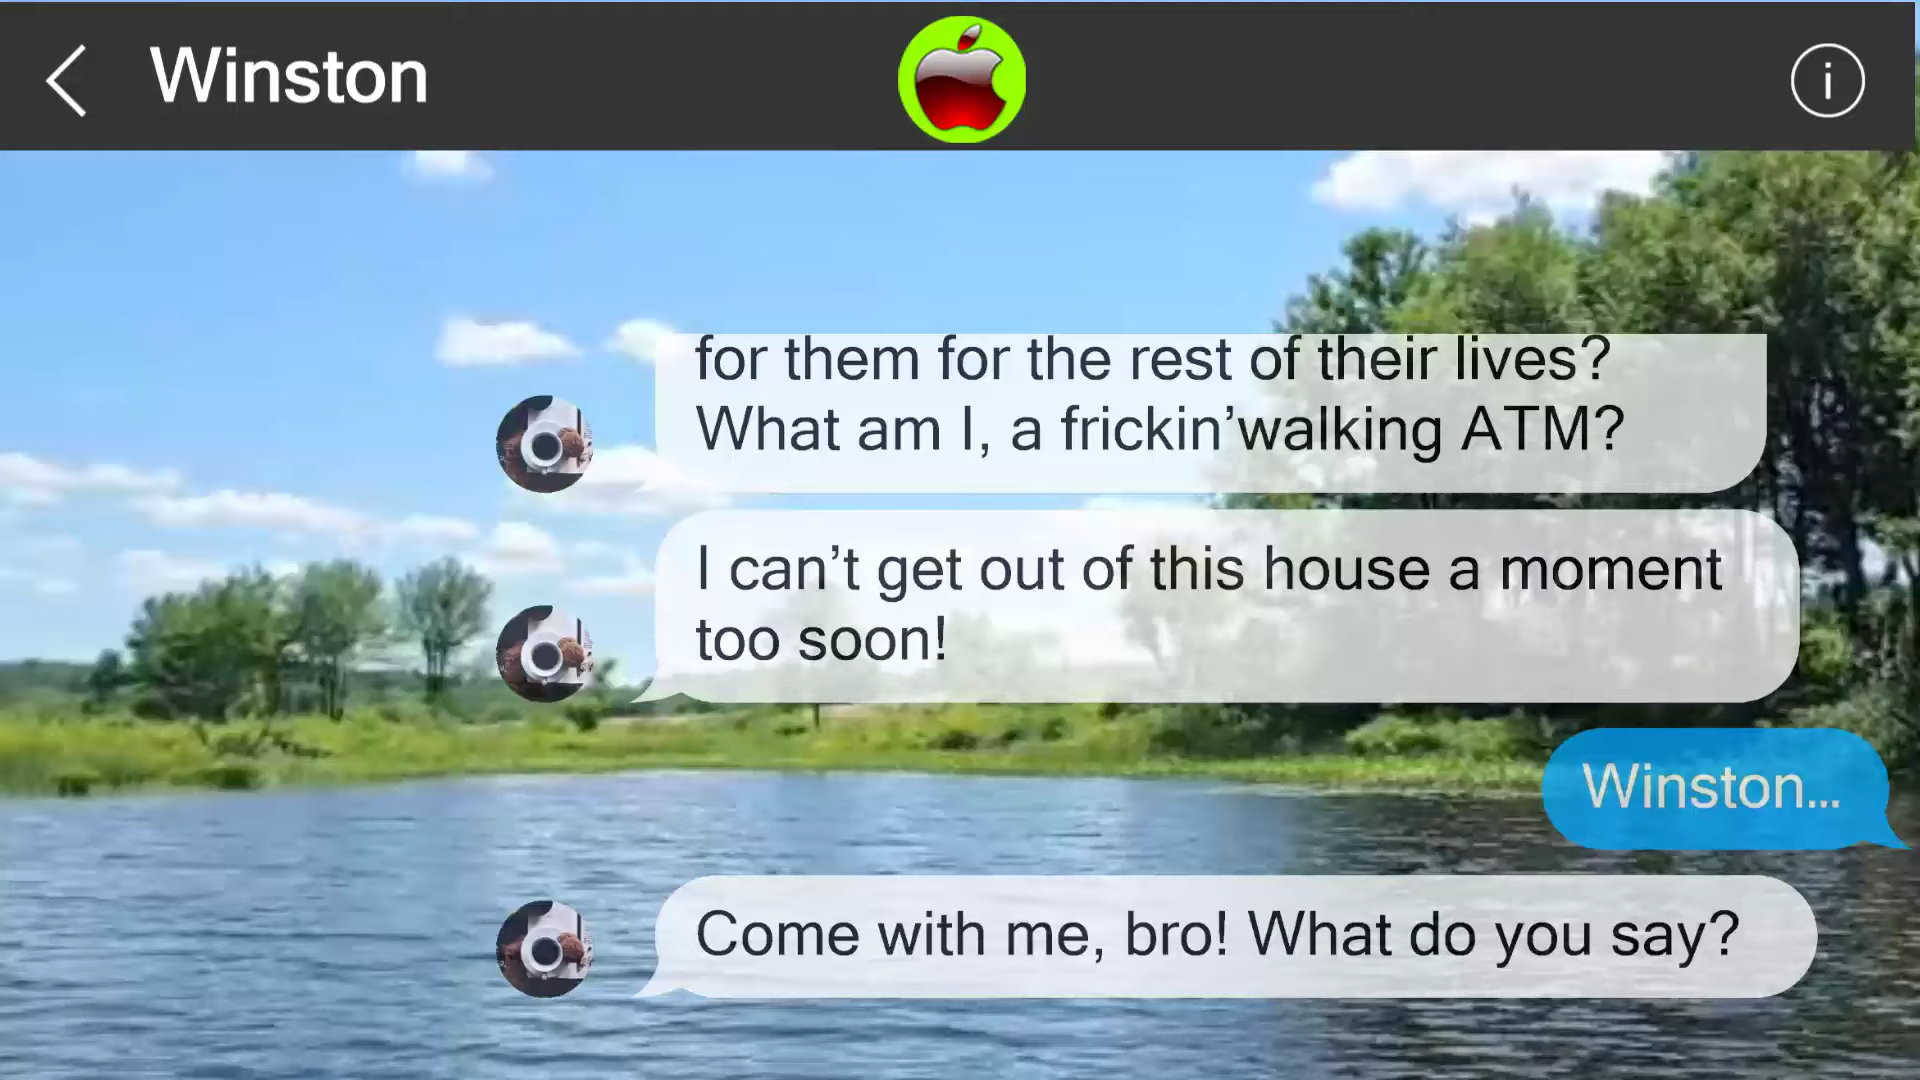 Winston
for them for the rest of their lives?
What am I, a frickin’walking ATM?
I can’t get out of this house a moment
too soon!
Winston...
Come with me, bro! What do you say?